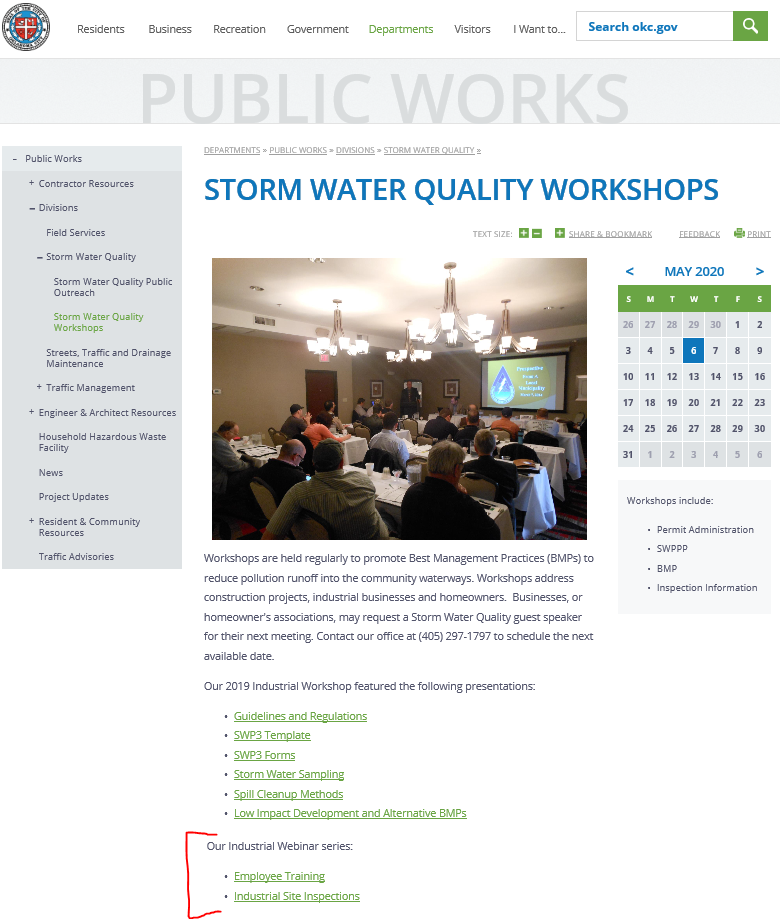 Residents Business Recreation Government Departments Visitors I Want to... Search okc.gov
PUBLIC WORKS
– Public Works
+ Contractor Resources
– Divisions
Field Services
– Storm Water Quality
Storm Water Quality Public
Outreach
Storm Water Quality
Workshops
Streets, Traffic and Drainage
Maintenance
+ Traffic Management
+ Engineer & Architect Resources
Household Hazardous Waste
Facility
News
Project Updates
+ Resident & Community
Resources
Traffic Advisories
DEPARTMENTS » PUBLIC WORKS » DIVISIONS » STORM WATER QUALITY »
STORM WATER QUALITY WORKSHOPS
TEXT SIZE: + – + SHARE & BOOKMARK FEEDBACK PRINT
Perspective
From A
Local
Municipality
Workshops are held regularly to promote Best Management Practices (BMPs) to
reduce pollution runoff into the community waterways. Workshops address
construction projects, industrial businesses and homeowners. Businesses, or
homeowner's associations, may request a Storm Water Quality guest speaker
for their next meeting. Contact our office at (405) 297-1797 to schedule the next
available date.
Our 2019 Industrial Workshop featured the following presentations:
• Guidelines and Regulations
• SWP3 Template
• SWP3 Forms
• Storm Water Sampling
• Spill Cleanup Methods
• Low Impact Development and Alternative BMPs
Our Industrial Webinar series:
• Employee Training
• Industrial Site Inspections
< MAY 2020 >
S M T W T F S
26 27 28 29 30 1 2
3 4 5 6 7 8 9
10 11 12 13 14 15 16
17 18 19 20 21 22 23
24 25 26 27 28 29 30
31 1 2 3 4 5 6
Workshops include:
• Permit Administration
• SWPPP
• BMP
• Inspection Information